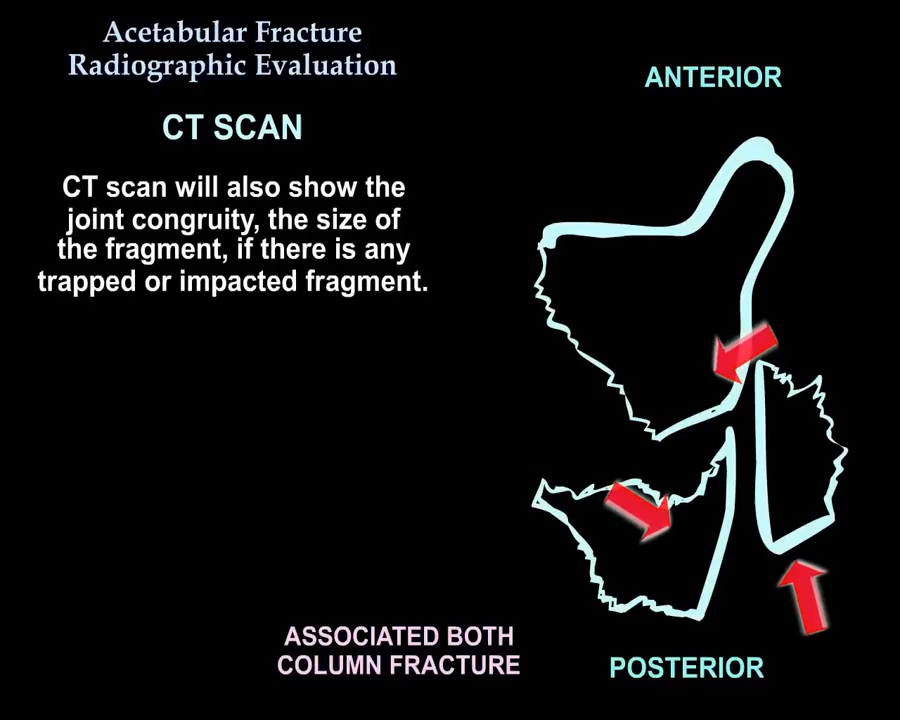 Acetabular Fracture
Radiographic Evaluation
CT SCAN
CT scan will also show the
joint congruity, the size of
the fragment, if there is any
trapped or impacted fragment.
ANTERIOR
ASSOCIATED BOTH
COLUMN FRACTURE
POSTERIOR